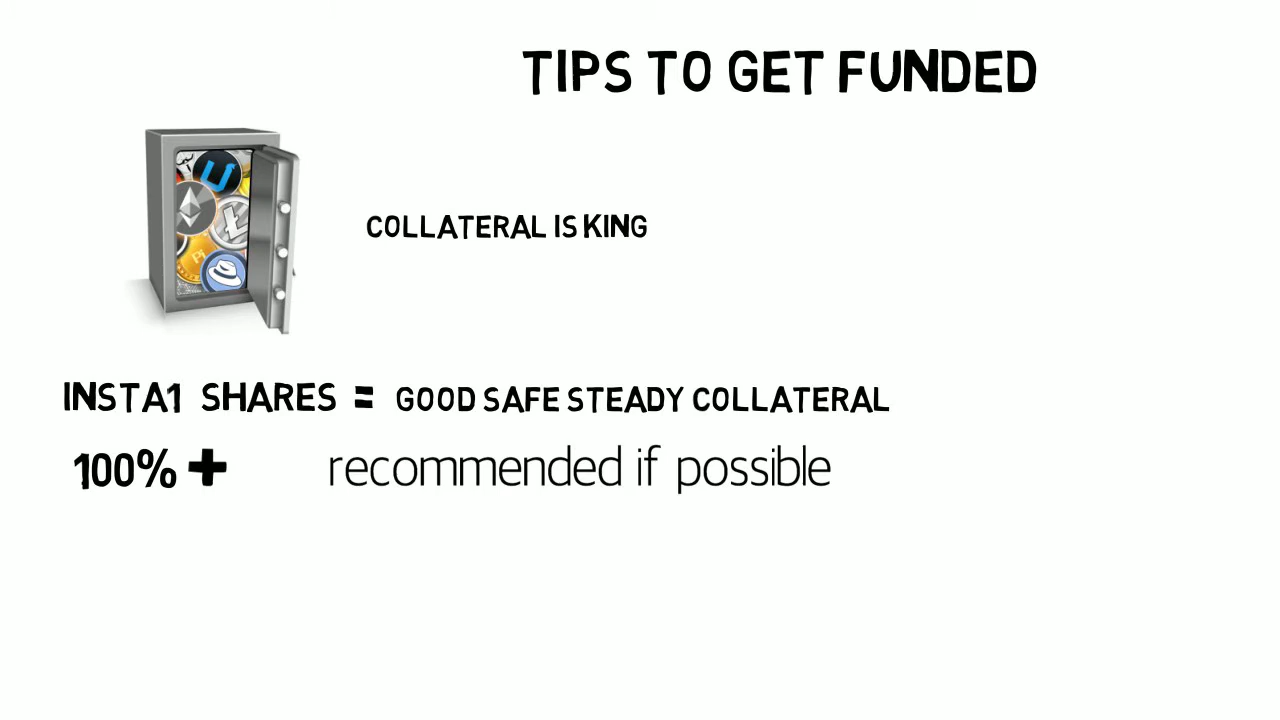 TIPS TO GET FUNDED
COLLATERAL IS KING
INSTA1 SHARES = GOOD SAFE STEADY COLLATERAL
100% + recommended if possible